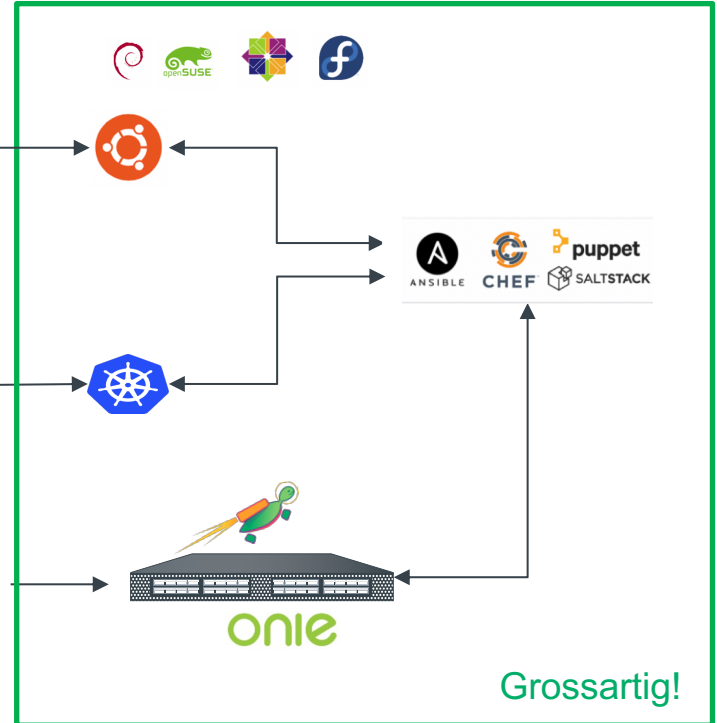 openSUSE
ANSIBLE
CHEF
puppet
SALTSTACK
onie
Grossartig!